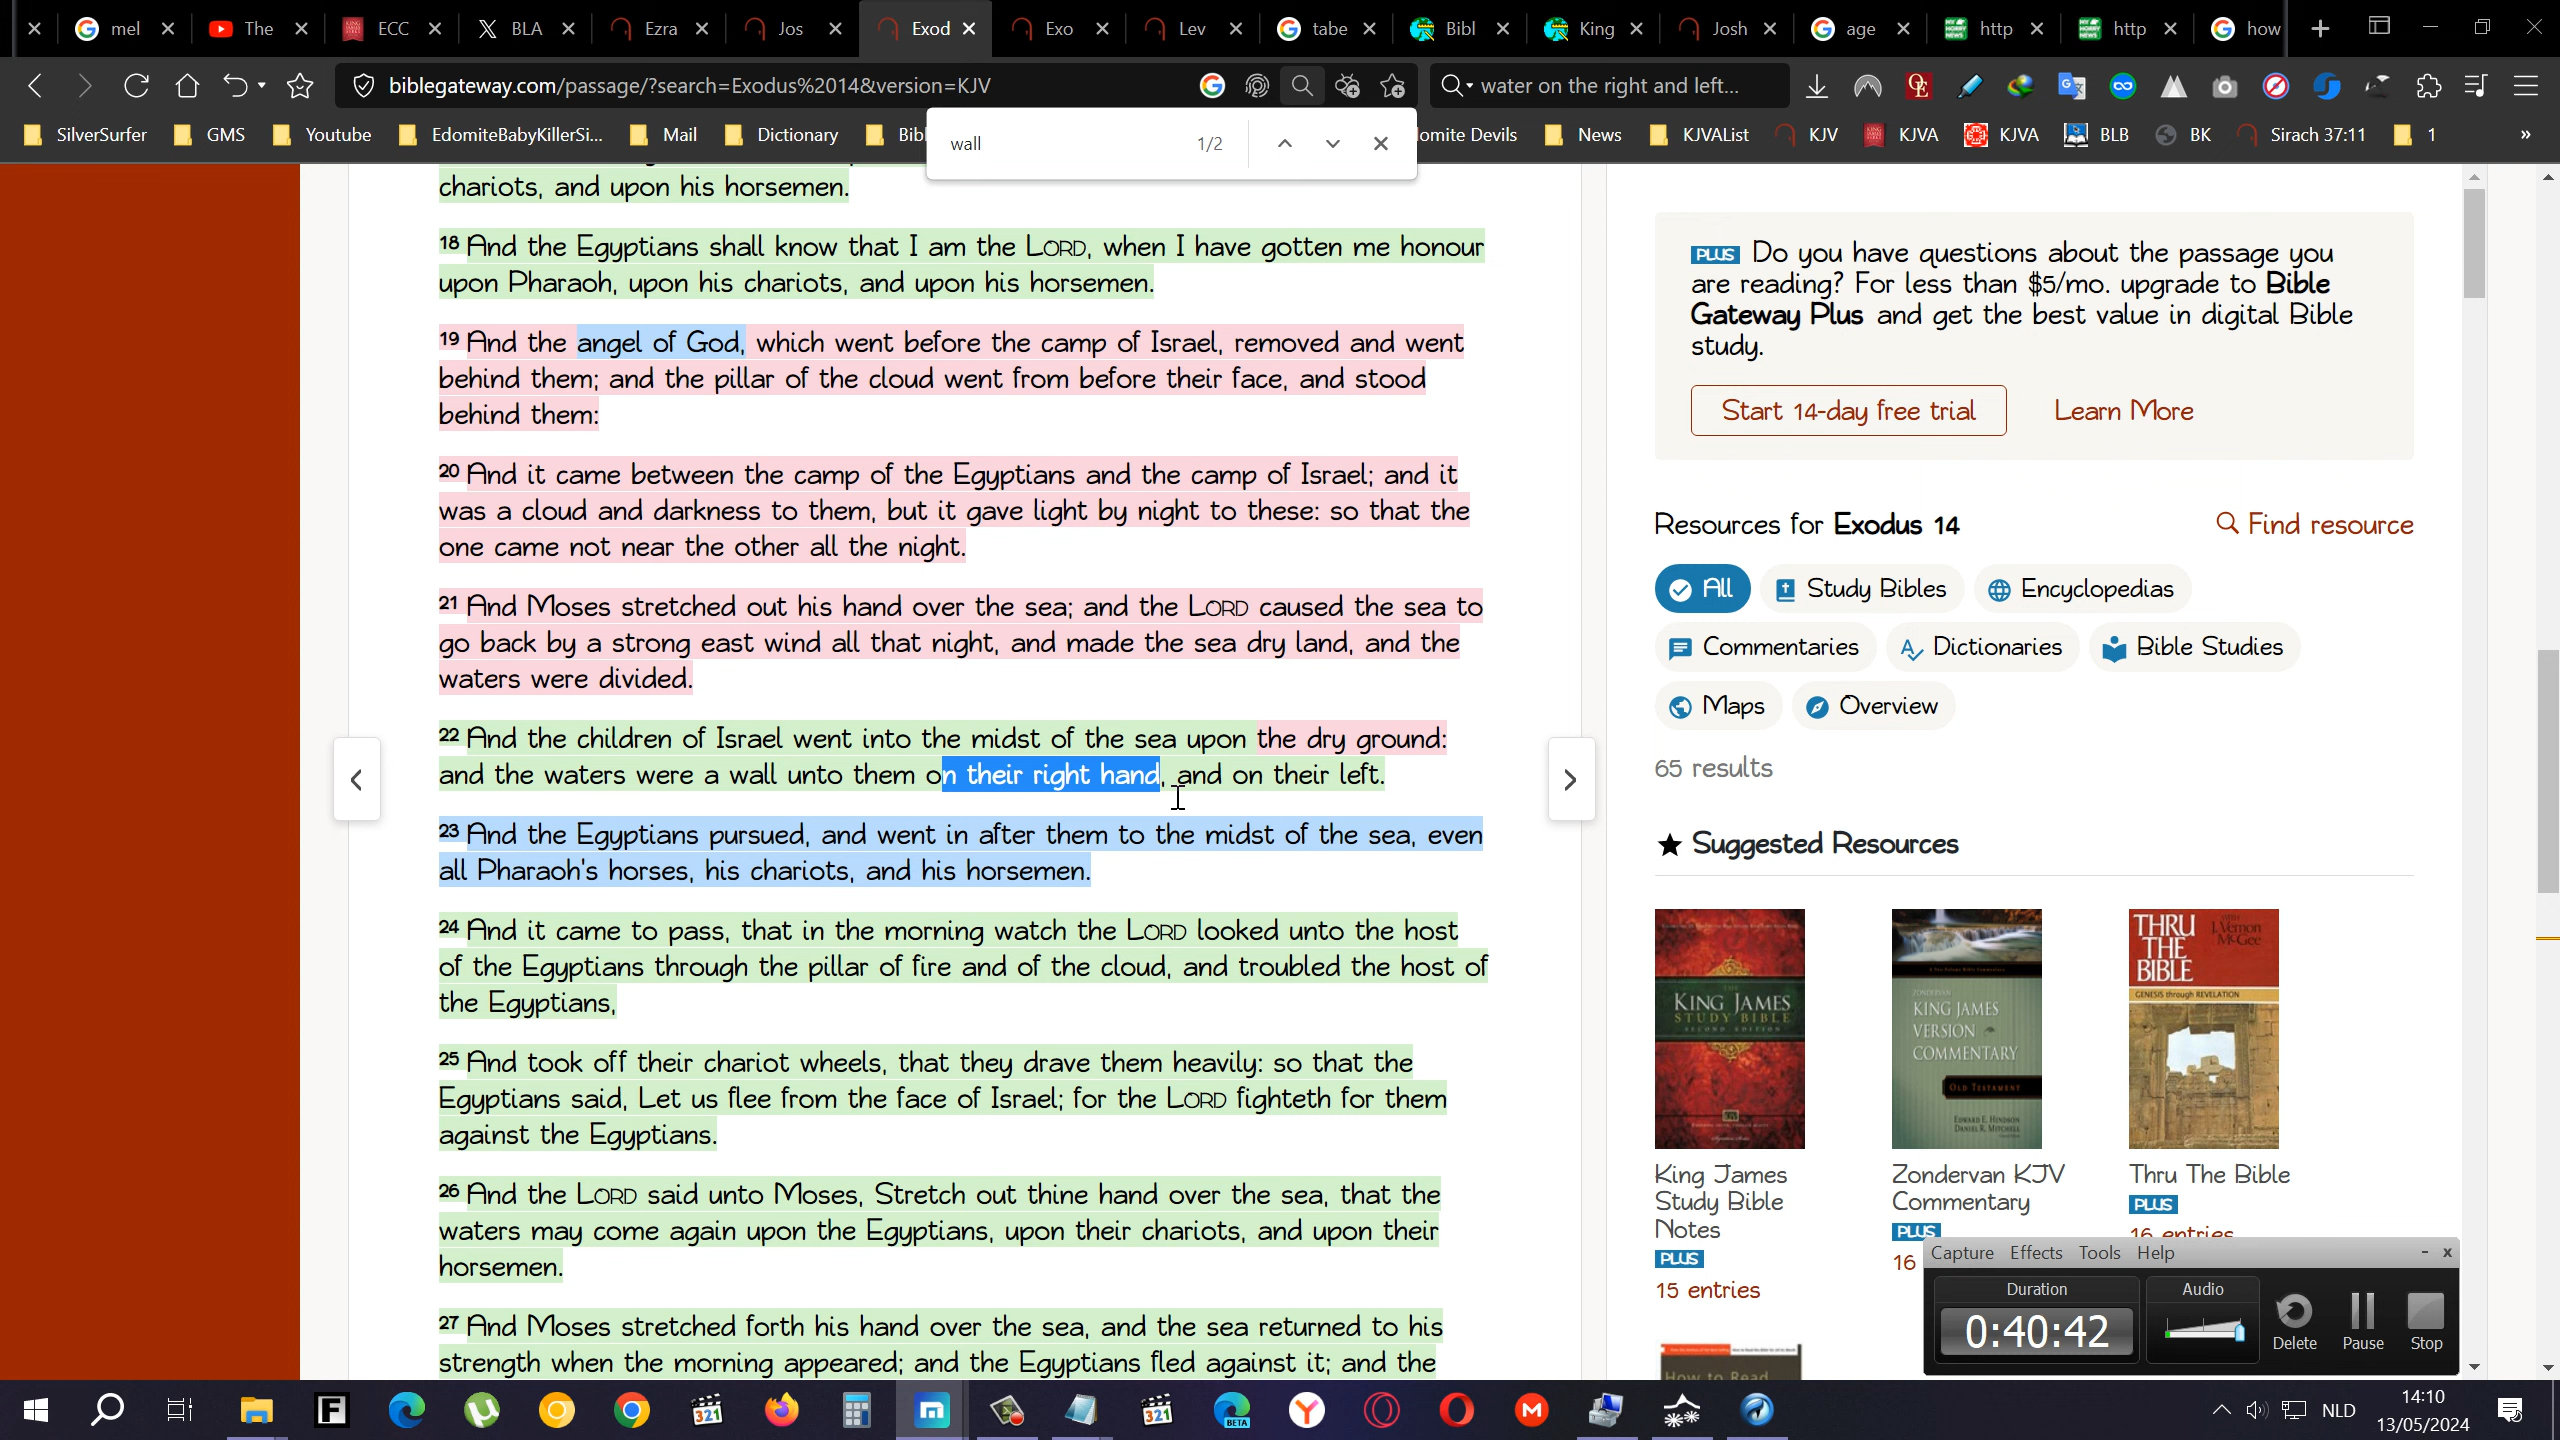 mel
The
ECC
BLA
Ezra
Jos
Exod
Exo
Lev
tabe
Bibl
King
Josh
age
http
http
how
biblegateway.com/passage/?search=Exodus%2014&version=KJV
water on the right and left...
SilverSurfer
GMS
Youtube
EdomiteBabyKillerSi...
Mail
Dictionary
Bibl
omite Devils
News
KJVAList
KJV
KJVA
KJVA
BLB
BK
Sirach 37:11
1
»
wall
1/2
chariots, and upon his horsemen.
18 And the Egyptians shall know that I am the LORD, when I have gotten me honour
upon Pharaoh, upon his chariots, and upon his horsemen.
19 And the angel of God, which went before the camp of Israel, removed and went
behind them; and the pillar of the cloud went from before their face, and stood
behind them:
20 And it came between the camp of the Egyptians and the camp of Israel; and it
was a cloud and darkness to them, but it gave light by night to these: so that the
one came not near the other all the night.
21 And Moses stretched out his hand over the sea; and the LORD caused the sea to
go back by a strong east wind all that night, and made the sea dry land, and the
waters were divided.
22 And the children of Israel went into the midst of the sea upon the dry ground:
and the waters were a wall unto them on their right hand, and on their left.
23 And the Egyptians pursued, and went in after them to the midst of the sea, even
all Pharaoh's horses, his chariots, and his horsemen.
24 And it came to pass, that in the morning watch the LORD looked unto the host
of the Egyptians through the pillar of fire and of the cloud, and troubled the host of
the Egyptians,
25 And took off their chariot wheels, that they drave them heavily: so that the
Egyptians said, Let us flee from the face of Israel; for the LORD fighteth for them
against the Egyptians.
26 And the LORD said unto Moses, Stretch out thine hand over the sea, that the
waters may come again upon the Egyptians, upon their chariots, and upon their
horsemen.
27 And Moses stretched forth his hand over the sea, and the sea returned to his
strength when the morning appeared; and the Egyptians fled against it; and the
PLUS Do you have questions about the passage you
are reading? For less than $5/mo. upgrade to Bible
Gateway Plus and get the best value in digital Bible
study.
Start 14-day free trial
Learn More
Resources for Exodus 14
Find resource
All
Study Bibles
Encyclopedias
Commentaries
Dictionaries
Bible Studies
Maps
Overview
65 results
Suggested Resources
KING JAMES
STUDY BIBLE
SECOND EDITION
ZONDERVAN
KING JAMES
VERSION
COMMENTARY
OLD TESTAMENT
EDWARD E. HINDSON
DANIEL R. MITCHELL
THRU
THE
BIBLE
J. Vernon
McGee
GENESIS through REVELATION
King James
Study Bible
Notes
PLUS
15 entries
Zondervan KJV
Commentary
PLUS
16
Thru The Bible
PLUS
16 entries
How to Read
Capture
Effects
Tools
Help
Duration
0:40:42
Audio
Delete
Pause
Stop
321
321
BETA
NLD
14:10
13/05/2024